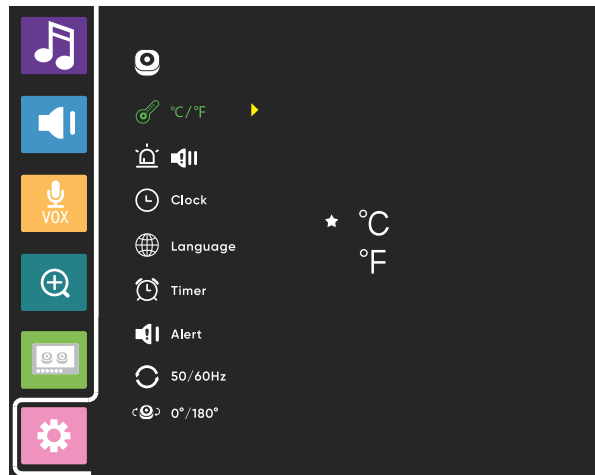 VOX
°C/°F
Clock
Language
Timer
Alert
50/60Hz
0°/180°
°C
°F